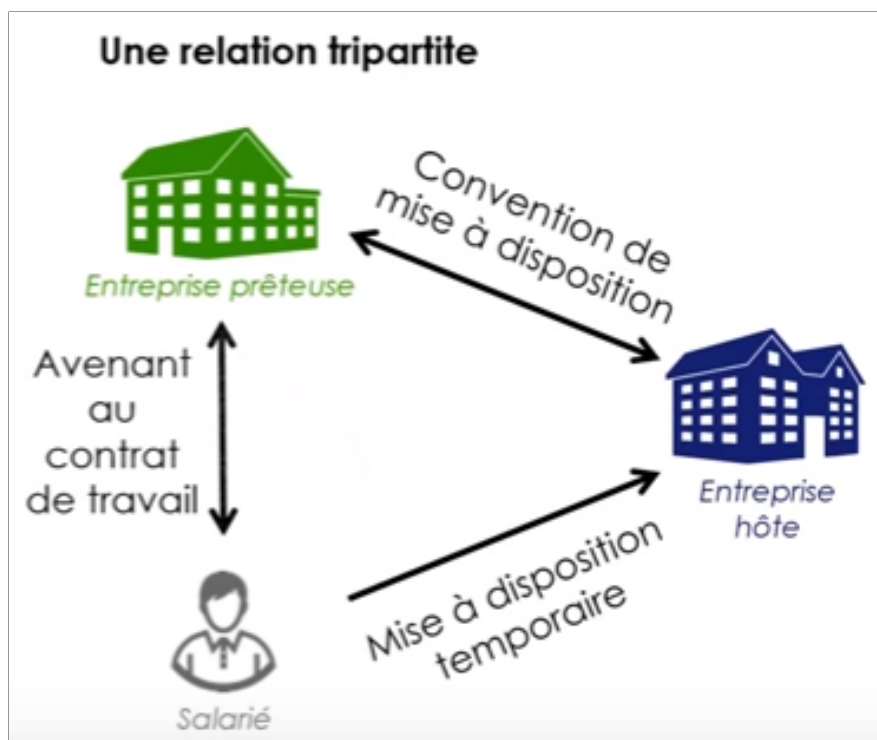 Une relation tripartite
Convention de
mise à disposition
Entreprise prêteuse
Avenant
au
contrat
de travail
Entreprise
hôte
Mise à disposition
temporaire
Salarié